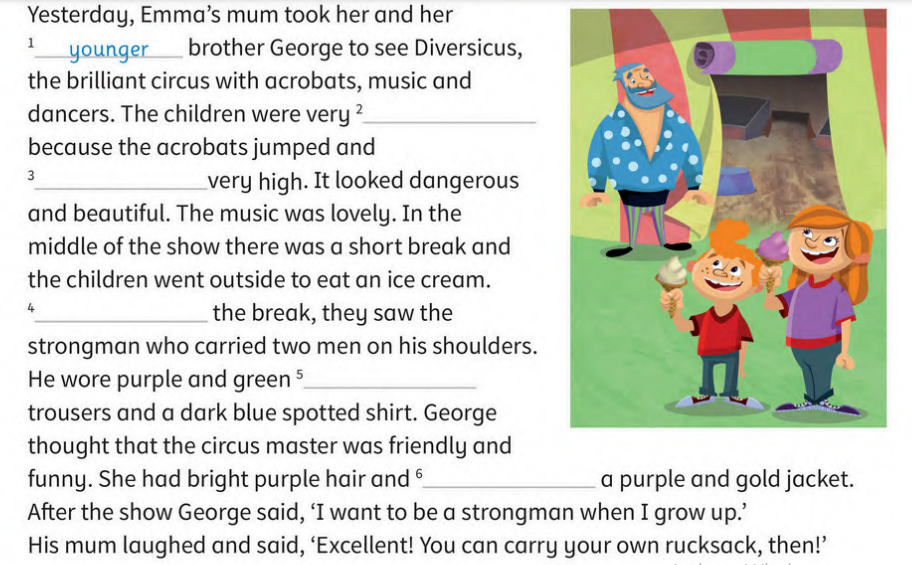 Yesterday, Emma's mum took her and her
1 younger brother George to see Diversicus,
the brilliant circus with acrobats, music and
dancers. The children were very 2
because the acrobats jumped and
3 very high. It looked dangerous
and beautiful. The music was lovely. In the
middle of the show there was a short break and
the children went outside to eat an ice cream.
4 the break, they saw the
strongman who carried two men on his shoulders.
He wore purple and green 5
trousers and a dark blue spotted shirt. George
thought that the circus master was friendly and
funny. She had bright purple hair and 6 a purple and gold jacket.
After the show George said, ‘I want to be a strongman when I grow up.’
His mum laughed and said, ‘Excellent! You can carry your own rucksack, then!’